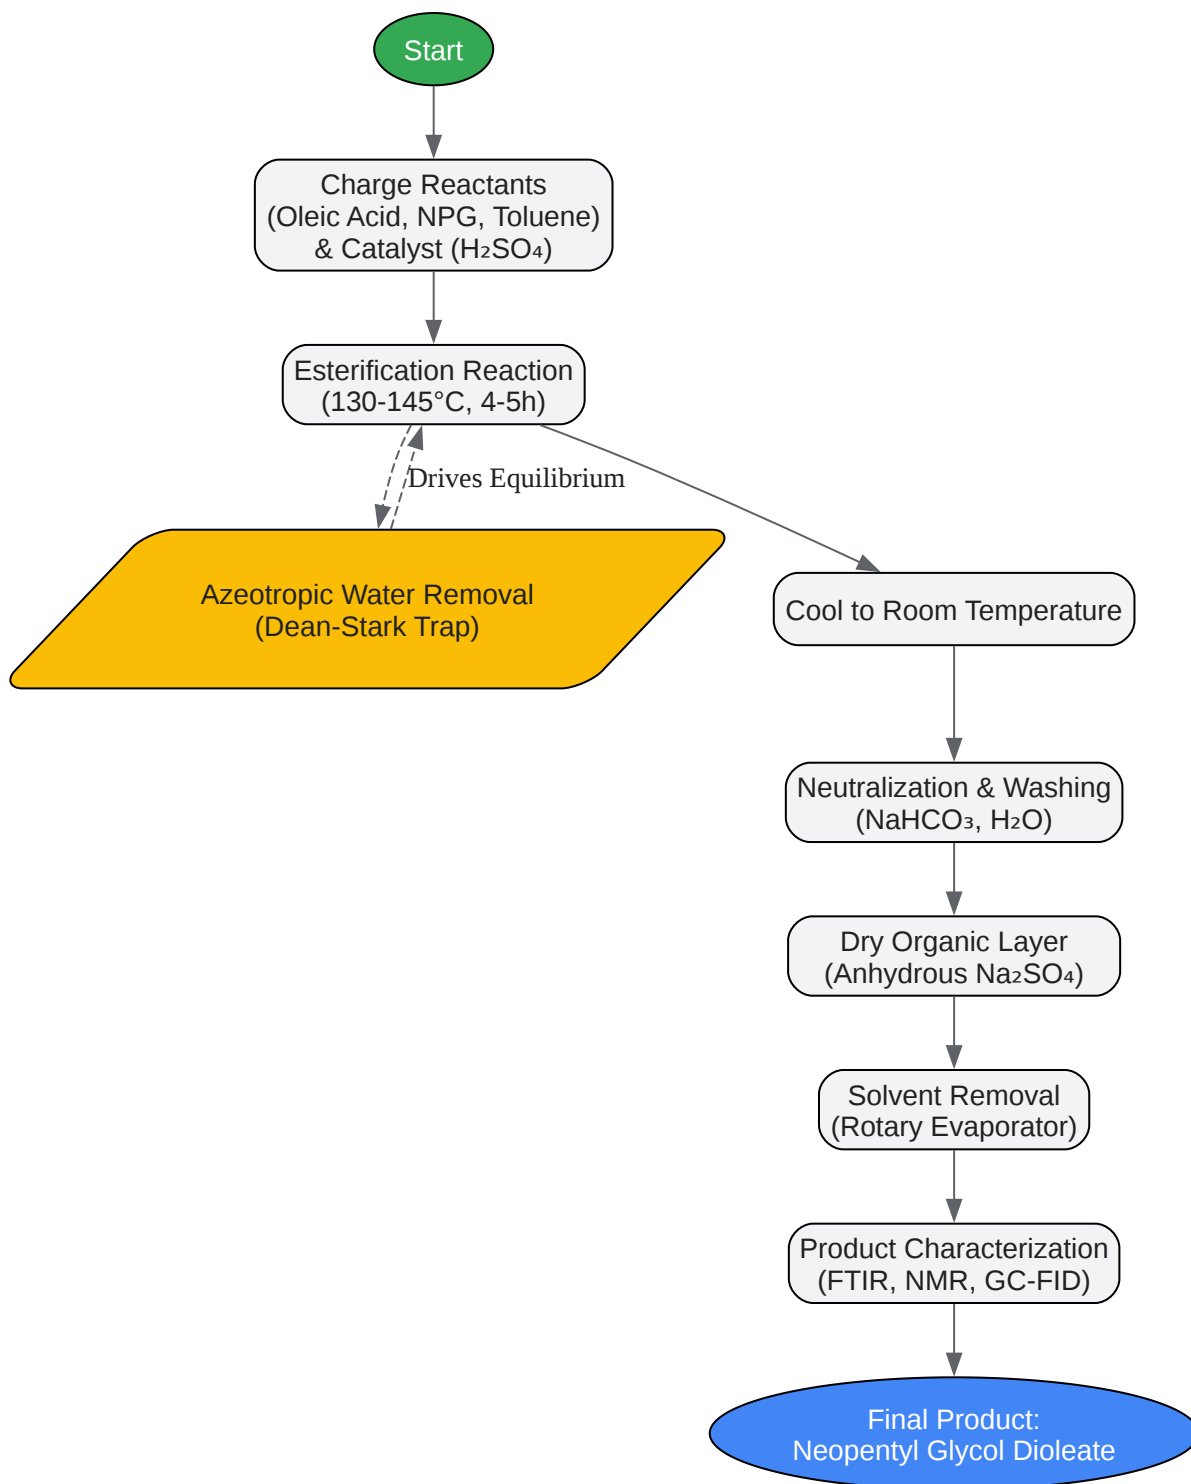 Start
Charge Reactants
(Oleic Acid, NPG, Toluene)
& Catalyst (H₂SO₄)
Esterification Reaction
(130-145°C, 4-5h)
Drives Equilibrium
Azeotropic Water Removal
(Dean-Stark Trap)
Cool to Room Temperature
Neutralization & Washing
(NaHCO₃, H₂O)
Dry Organic Layer
(Anhydrous Na₂SO₄)
Solvent Removal
(Rotary Evaporator)
Product Characterization
(FTIR, NMR, GC-FID)
Final Product:
Neopentyl Glycol Dioleate